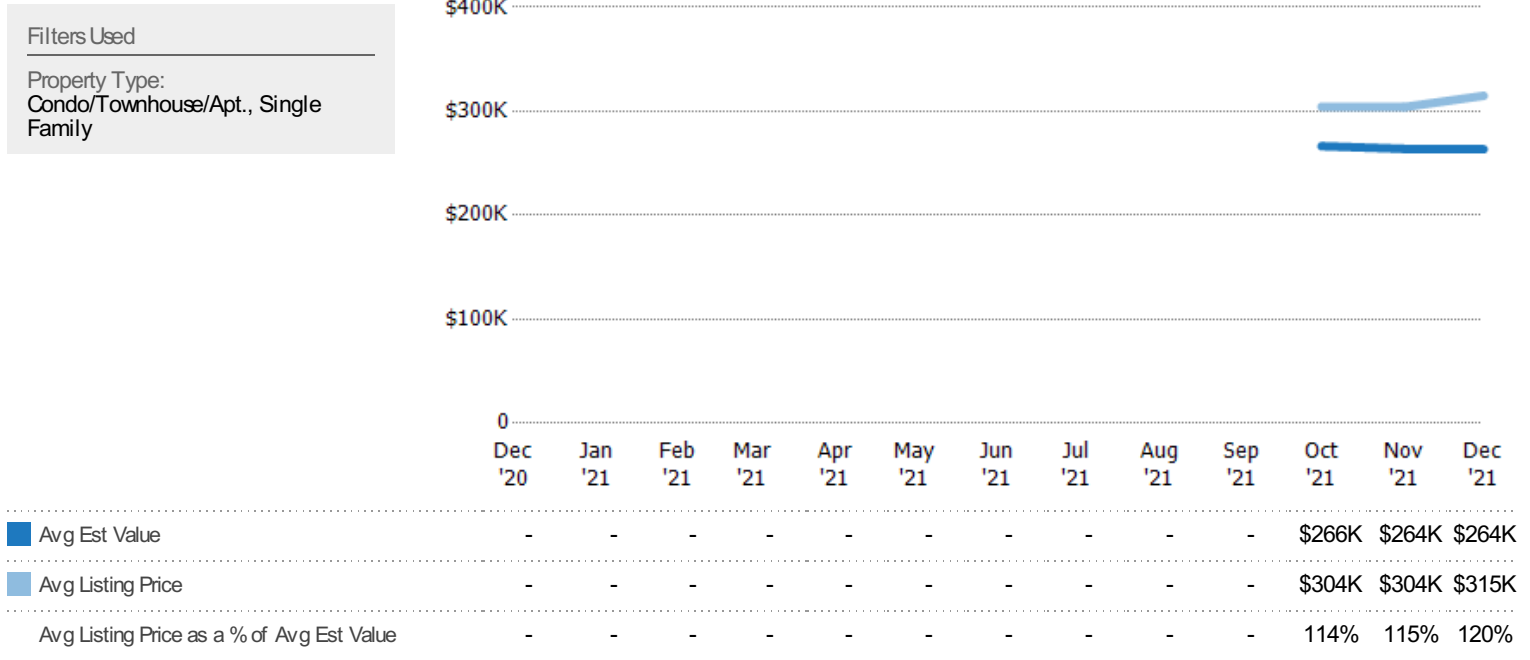 Filters Used
Property Type:
Condo/Townhouse/Apt., Single
Family
$400K
$300K
$200K
$100K
0
Dec Jan Feb Mar Apr May Jun Jul Aug Sep Oct Nov Dec
'20 '21 '21 '21 '21 '21 '21 '21 '21 '21 '21 '21 '21
Avg Est Value - - - - - - - - - - $266K $264K $264K
Avg Listing Price - - - - - - - - - - $304K $304K $315K
Avg Listing Price as a % of Avg Est Value - - - - - - - - - - 114% 115% 120%